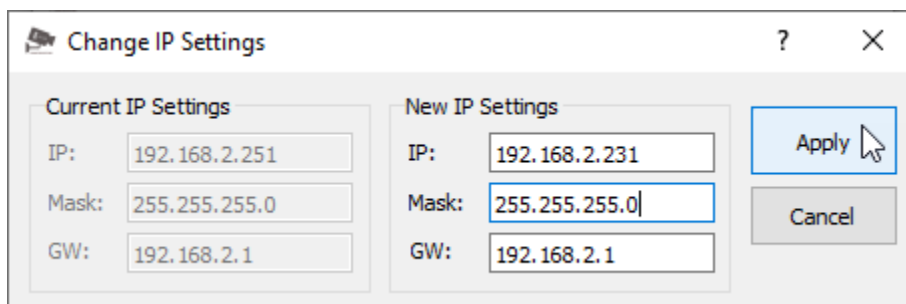 Change IP Settings ?
Current IP Settings
IP: 192.168.2.251
Mask: 255.255.255.0
GW: 192.168.2.1
New IP Settings
IP: 192.168.2.231
Mask: 255.255.255.0
GW: 192.168.2.1
Apply
Cancel